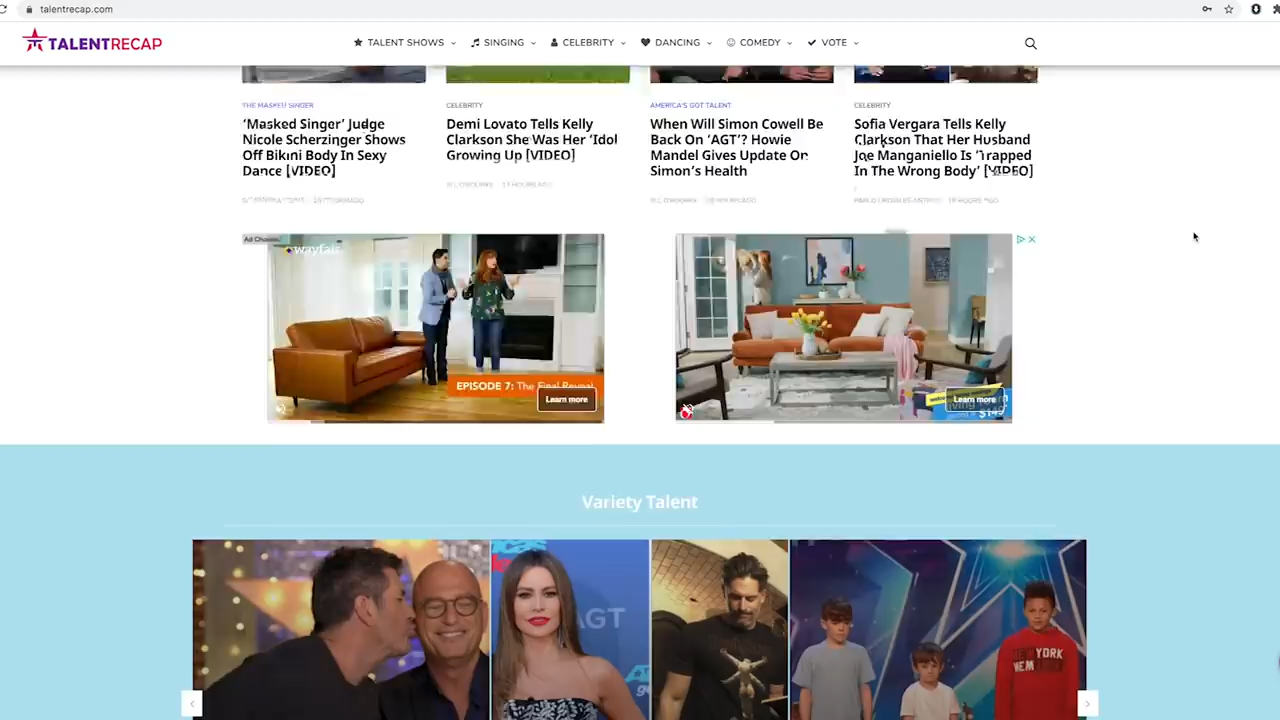 talentrecap.com
TALENTRECAP
TALENT SHOWS
SINGING
CELEBRITY
DANCING
COMEDY
VOTE
THE MASKED SINGER
‘Masked Singer’ Judge
Nicole Scherzinger Shows
Off Bikini Body In Sexy
Dance [VIDEO]
CELEBRITY
Demi Lovato Tells Kelly
Clarkson She Was Her ‘Idol
Growing Up [VIDEO]
AMERICA'S GOT TALENT
When Will Simon Cowell Be
Back On ‘AGT’? Howie
Mandel Gives Update On
Simon’s Health
CELEBRITY
Sofia Vergara Tells Kelly
Clarkson That Her Husband
Joe Manganiello Is ‘Trapped
In The Wrong Body’ [VIDEO]
wayfair
EPISODE 7: The Final Reveal
Learn more
Learn more
$149
Variety Talent
AGT
NEW YORK